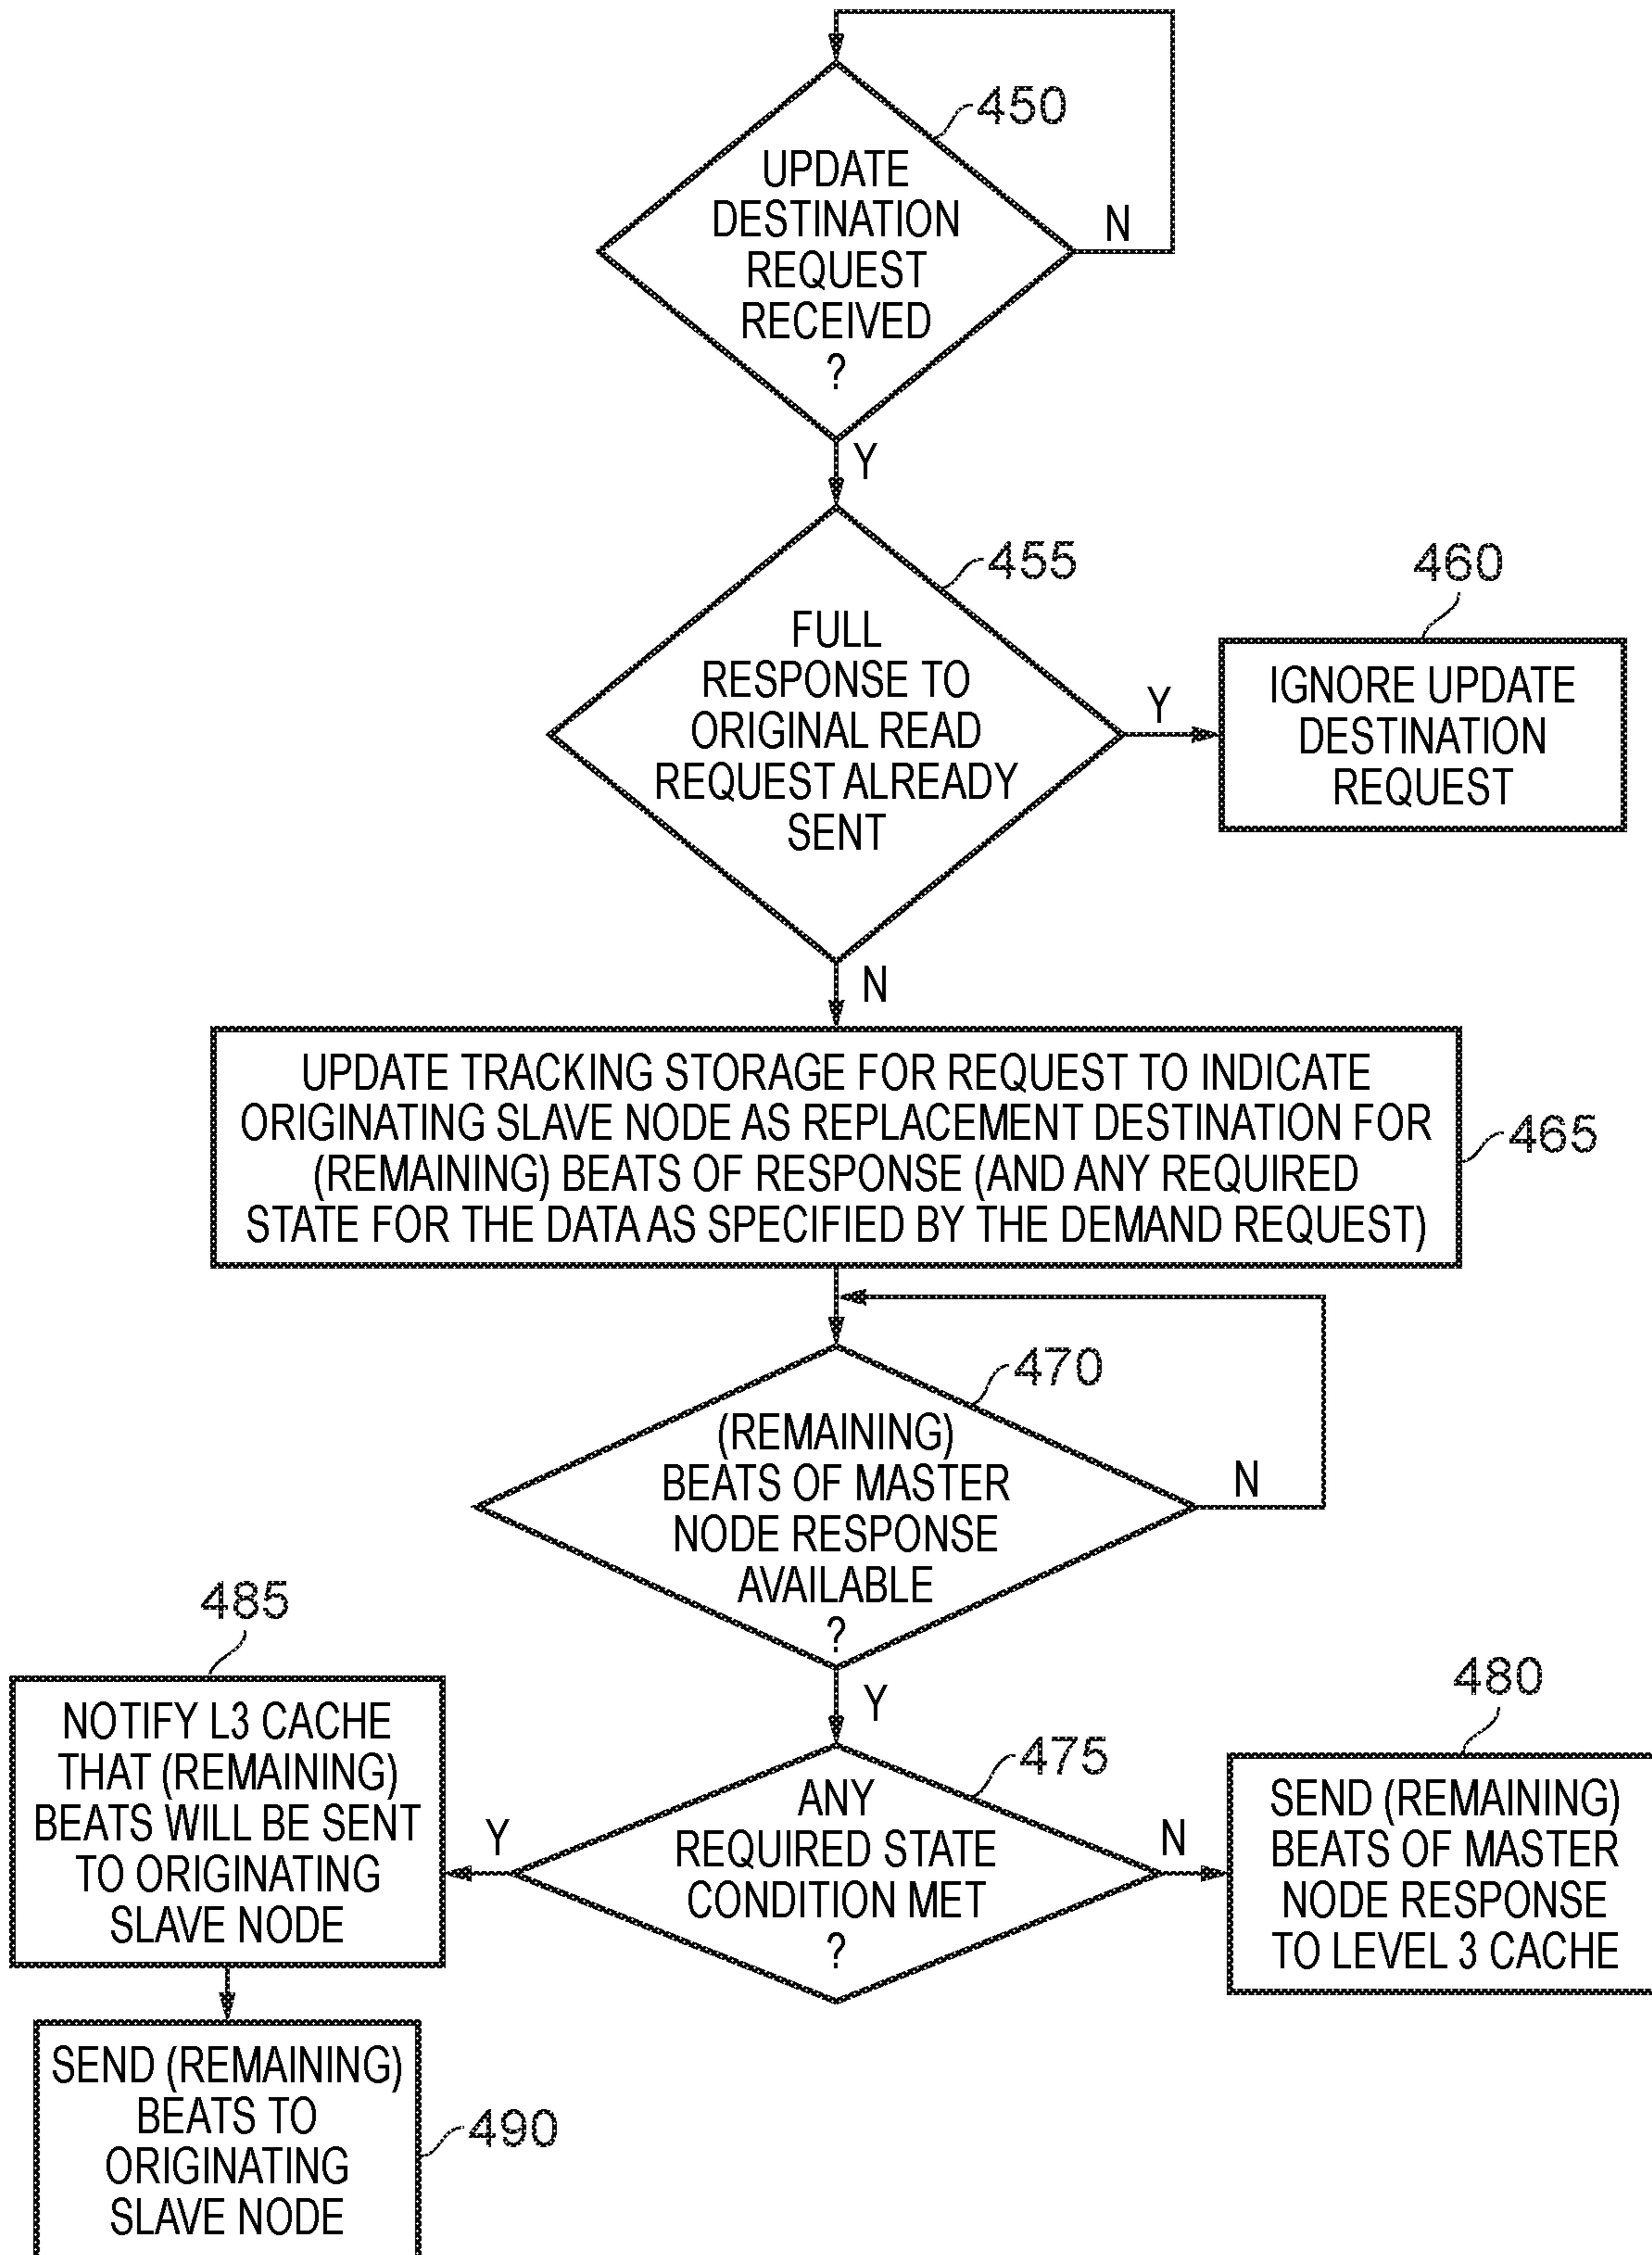 450
UPDATE
DESTINATION
REQUEST
RECEIVED
?
N
Y
455
FULL
RESPONSE TO
ORIGINAL READ
REQUEST ALREADY
SENT
Y
460
IGNORE UPDATE
DESTINATION
REQUEST
N
UPDATE TRACKING STORAGE FOR REQUEST TO INDICATE
ORIGINATING SLAVE NODE AS REPLACEMENT DESTINATION FOR
(REMAINING) BEATS OF RESPONSE (AND ANY REQUIRED
STATE FOR THE DATA AS SPECIFIED BY THE DEMAND REQUEST)
465
470
(REMAINING)
BEATS OF MASTER
NODE RESPONSE
AVAILABLE
?
N
Y
475
ANY
REQUIRED STATE
CONDITION MET
?
N
480
SEND (REMAINING)
BEATS OF MASTER
NODE RESPONSE
TO LEVEL 3 CACHE
Y
485
NOTIFY L3 CACHE
THAT (REMAINING)
BEATS WILL BE SENT
TO ORIGINATING
SLAVE NODE
SEND (REMAINING)
BEATS TO
ORIGINATING
SLAVE NODE
490